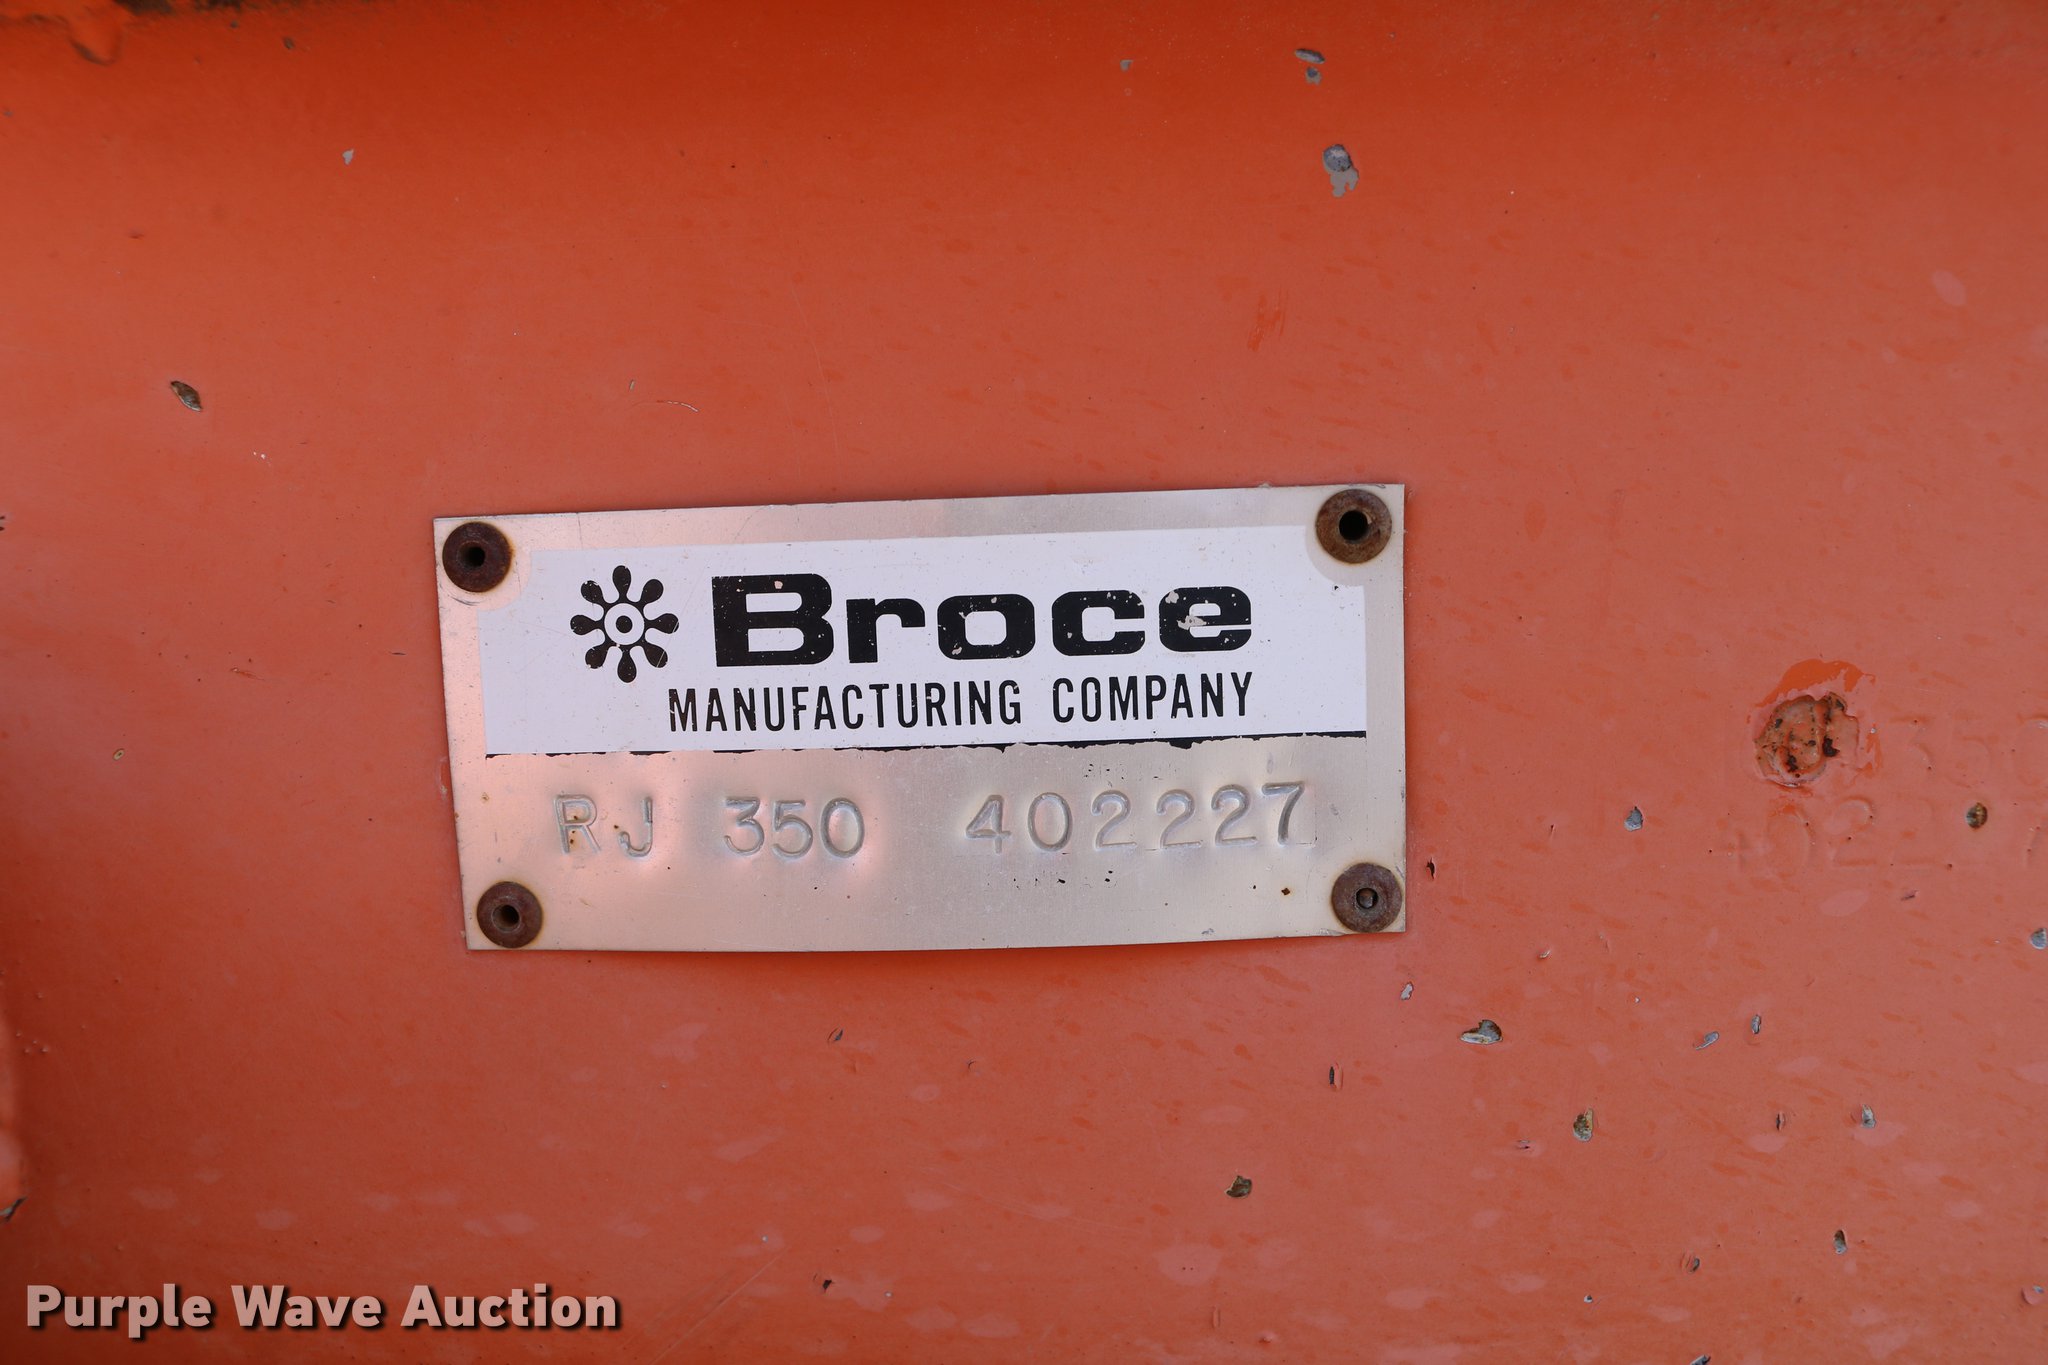 Broce
MANUFACTURING COMPANY
RJ 350 402227
Purple Wave Auction